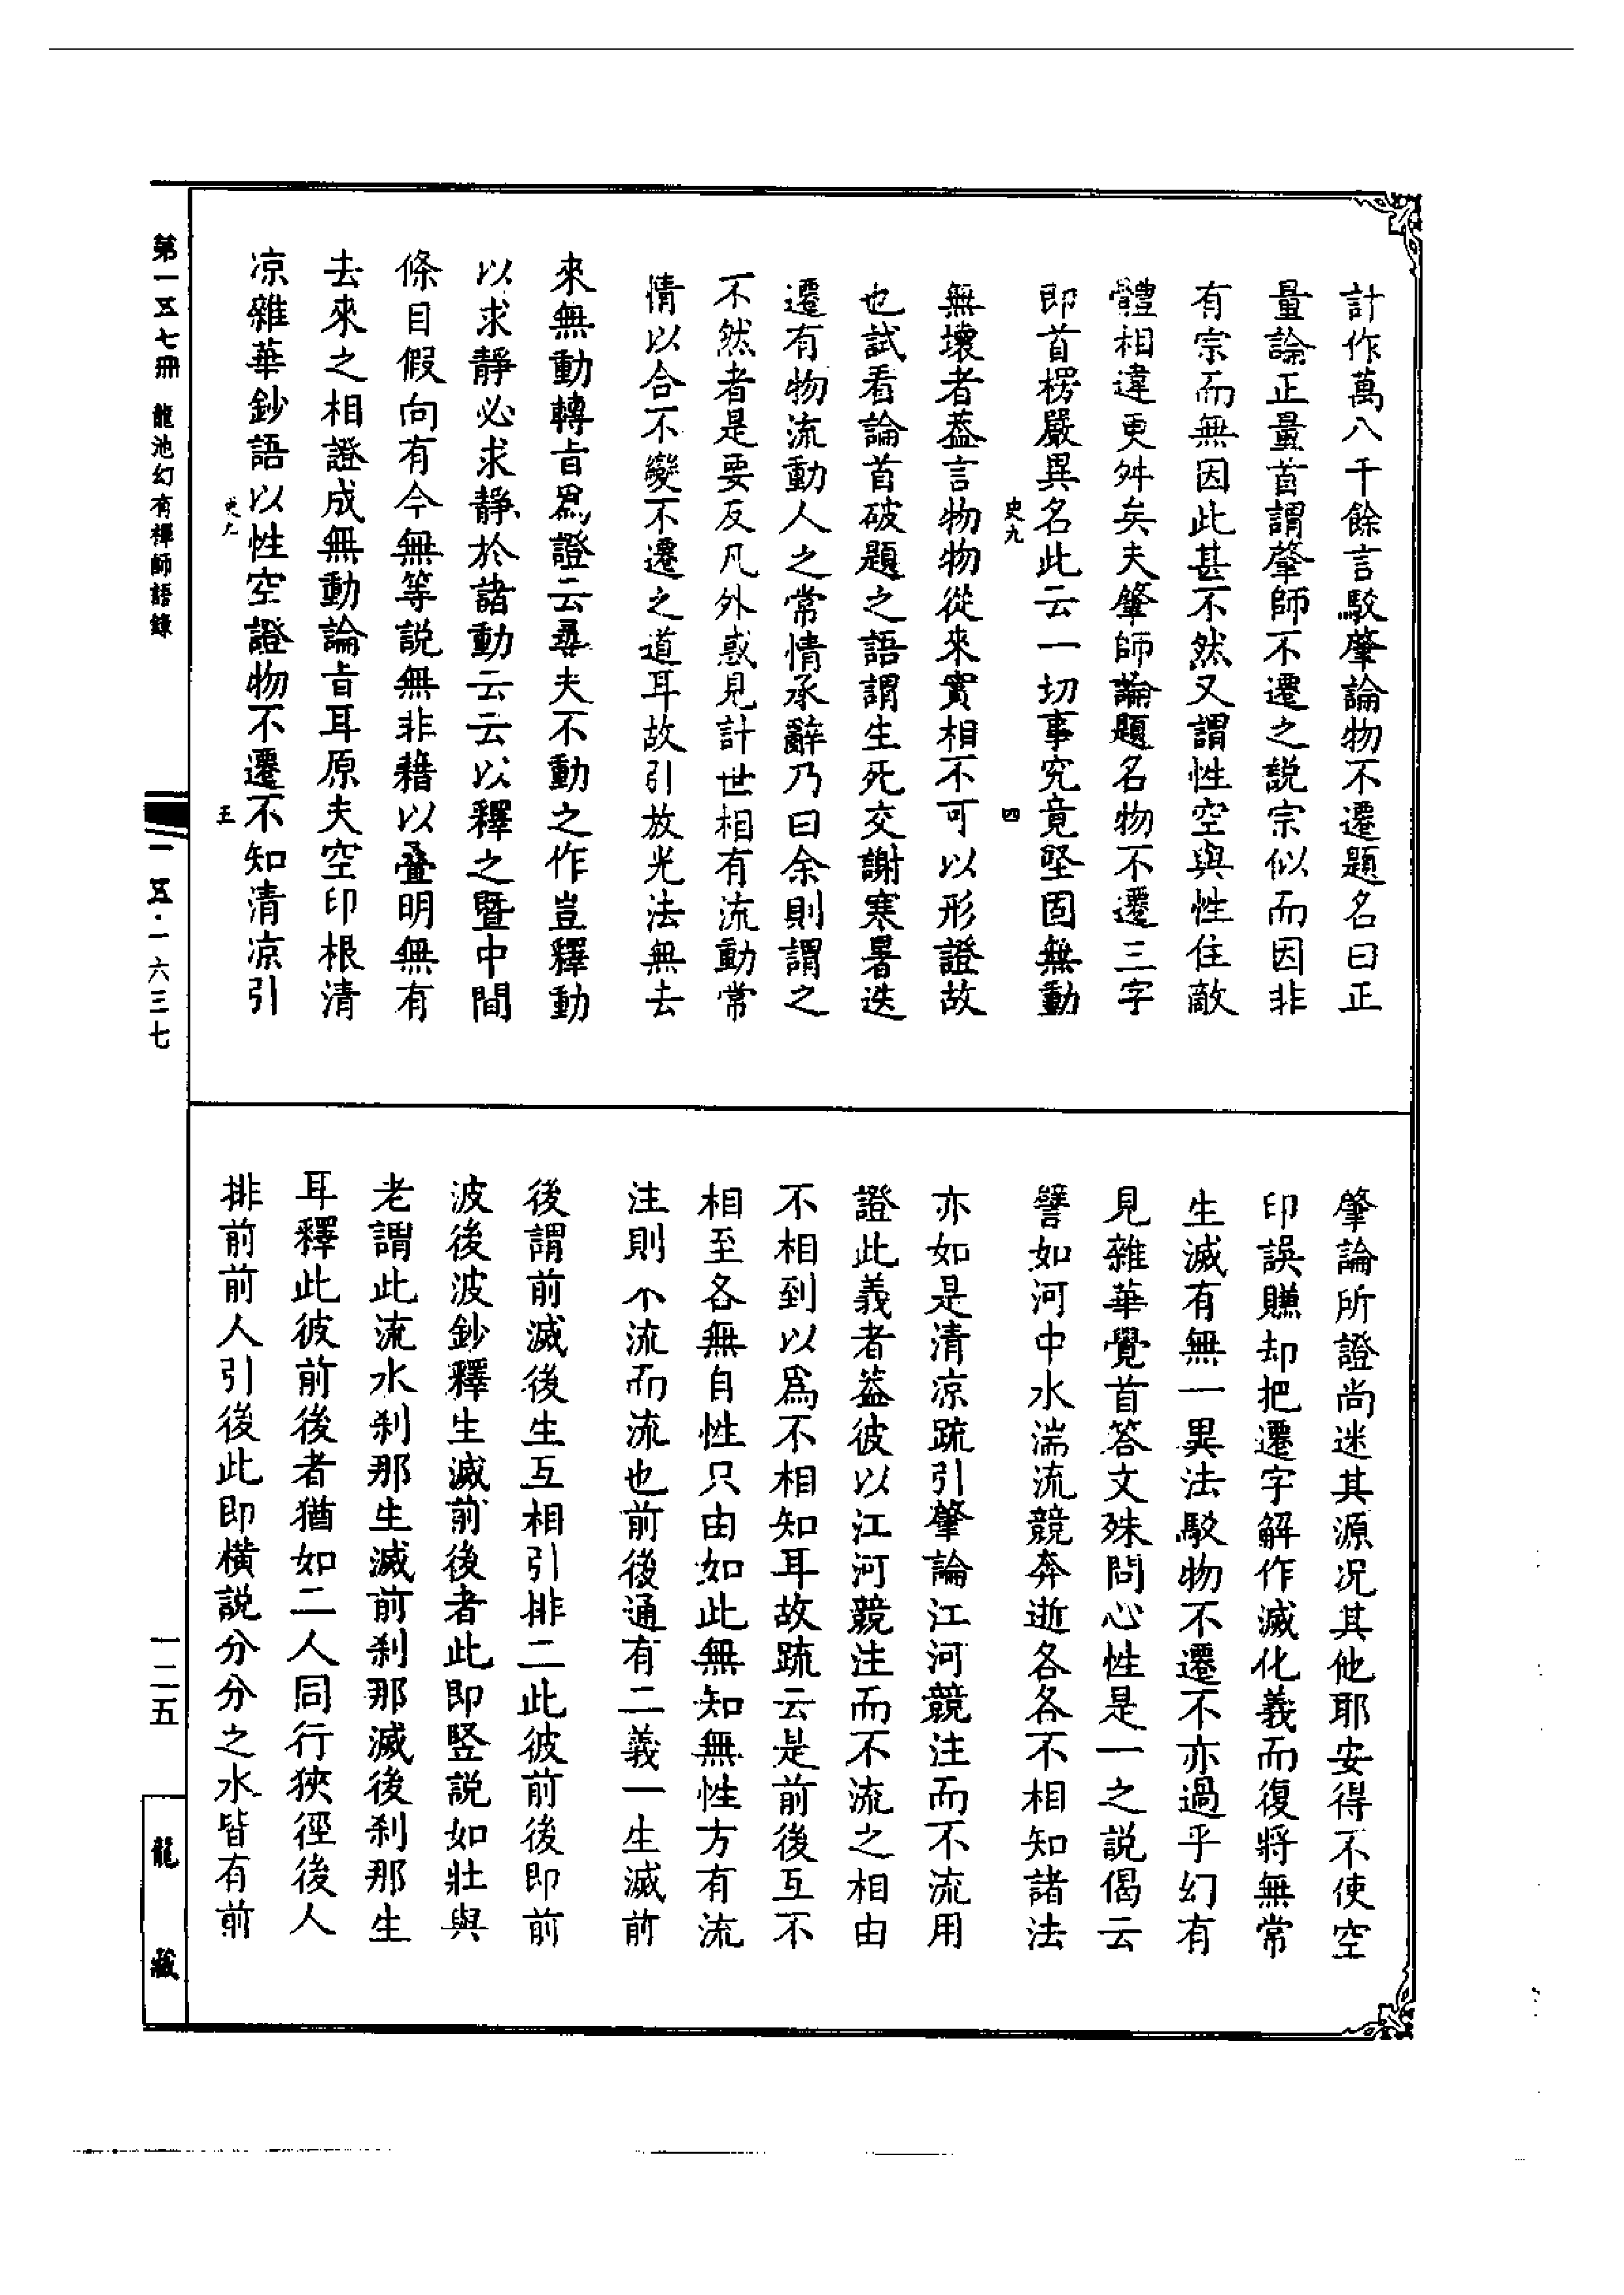 計作萬八千餘言駁肇論物不遷題名曰正
量論正量首謂肇師不遷之説宗似而因非
有宗而無因此甚不然又謂性空與性住敵
體相違更舛矣夫肇師論題名物不遷三字
即首楞嚴異名此云一切事究竟堅固無動
史九
四
無壞者葢言物物從來實相不可以形證故
也試看論首破題之語謂生死交謝寒暑迭
遷有物流動人之常情承辭乃曰余則謂之
不然者是要反凡外惑見計世相有流動常
情以合不變不遷之道耳故引放光法無去
來無動轉旨爲證云尋夫不動之作豈釋動
以求靜必求靜於諸動云云以釋之暨中間
條目假向有今無等説無非藉以疊明無有
去來之相證成無動論旨耳原夫空印根清
凉雜華鈔語以性空證物不遷不知清凉引
史九
五
肇論所證尚迷其源況其他耶安得不使空
印誤賺却把遷字解作滅化義而復將無常
生滅有無一異法駁物不遷不亦過乎幻有
見雜華覺首答文殊問心性是一之説偈云
譬如河中水湍流競奔逝各各不相知諸法
亦如是清凉疏引肇論江河競注而不流用
證此義者葢彼以江河競注而不流之相由
不相到以爲不相知耳故疏云是前後互不
相至各無自性只由如此無知無性方有流
注則不流而流也前後通有二義一生滅前
後謂前滅後生互相引排二此彼前後即前
波後波鈔釋生滅前後者此即竪説如壯與
老謂此流水刹那生滅前刹那滅後刹那生
耳釋此彼前後者猶如二人同行狹徑後人
排前前人引後此即橫説分分之水皆有前
第一五七冊 龍池幻有禪師語錄
一五·一六三七
一二五
龍藏